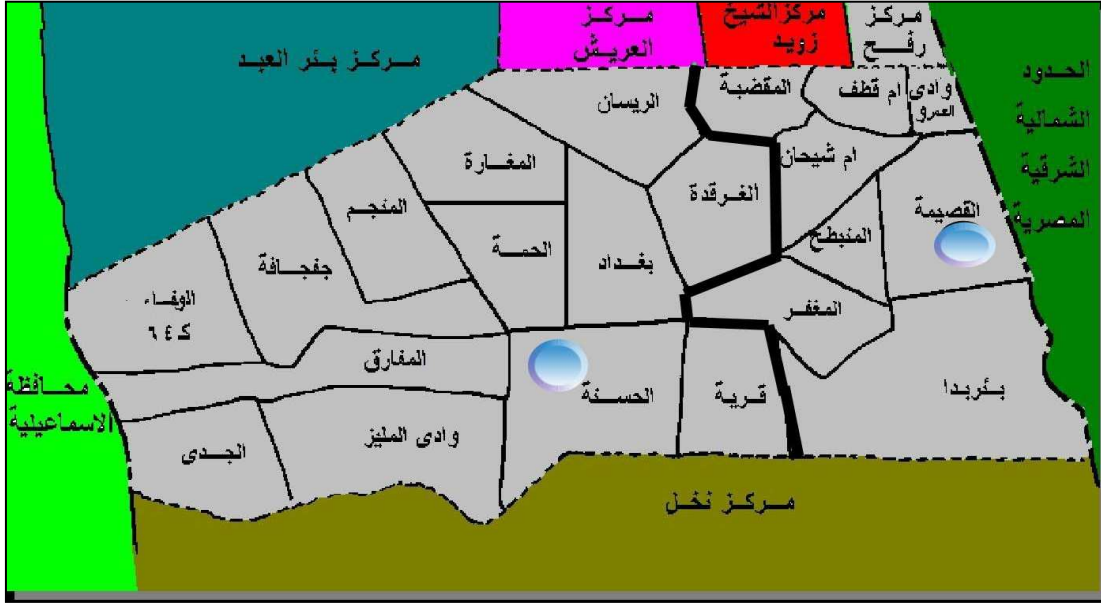 مركز
رفح
مركز الشيخ
زويد
مركز
العريش
مركز بئر العبد
الحدود
الشمالية
الشرقية
المصرية
وادى
العمرو
ام قطف
المقضبة
الريسان
ام شيحان
المغارة
الغرقدة
القصيمة
المنجم
المنبطح
الحمة
بغداد
جفجافة
الوفاء
ك ٦٤
المغفر
المفارق
محافظة
الاسماعيلية
الحسنة
قرية
بئربدا
وادى المليز
الجدى
مركز نخل